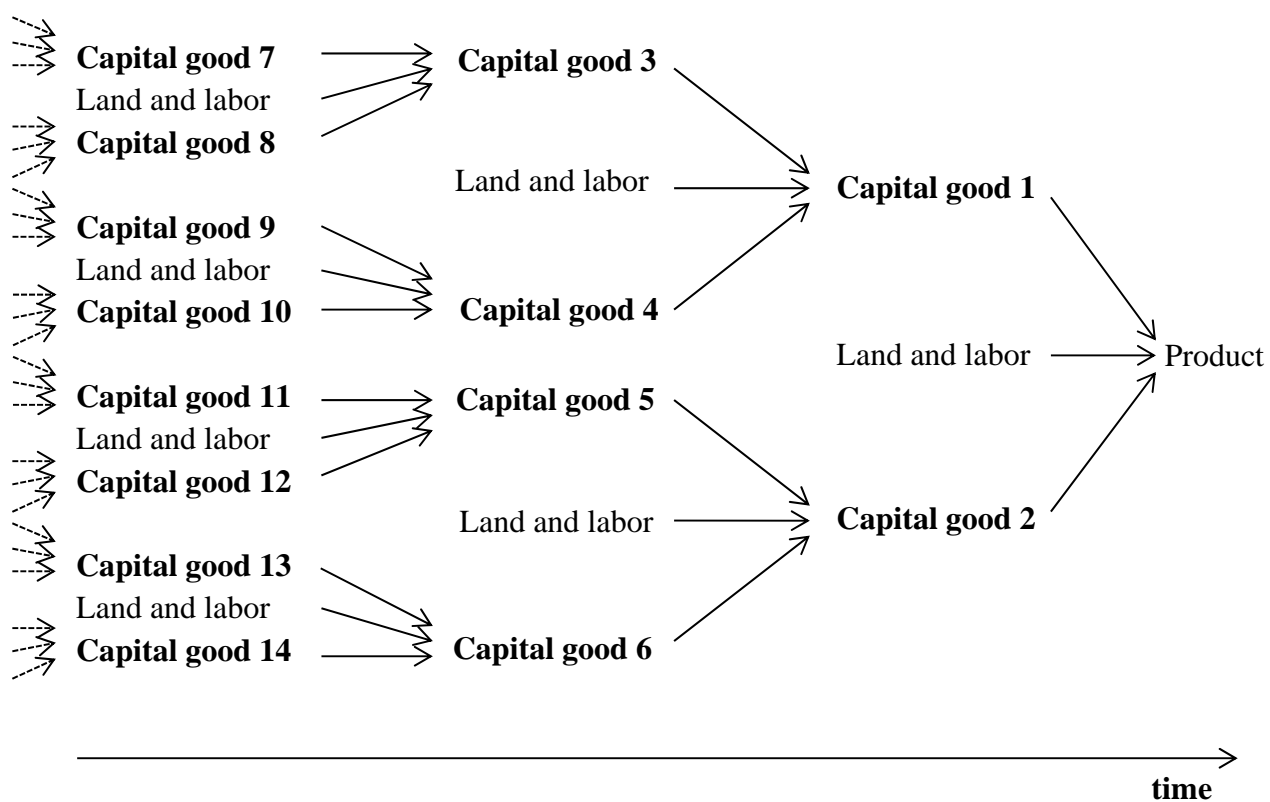 Capital good 7
Capital good 3
Land and labor
Capital good 8
Land and labor
Capital good 1
Capital good 9
Land and labor
Capital good 10
Capital good 4
Land and labor
Product
Capital good 11
Capital good 5
Land and labor
Capital good 12
Land and labor
Capital good 2
Capital good 13
Land and labor
Capital good 14
Capital good 6
time